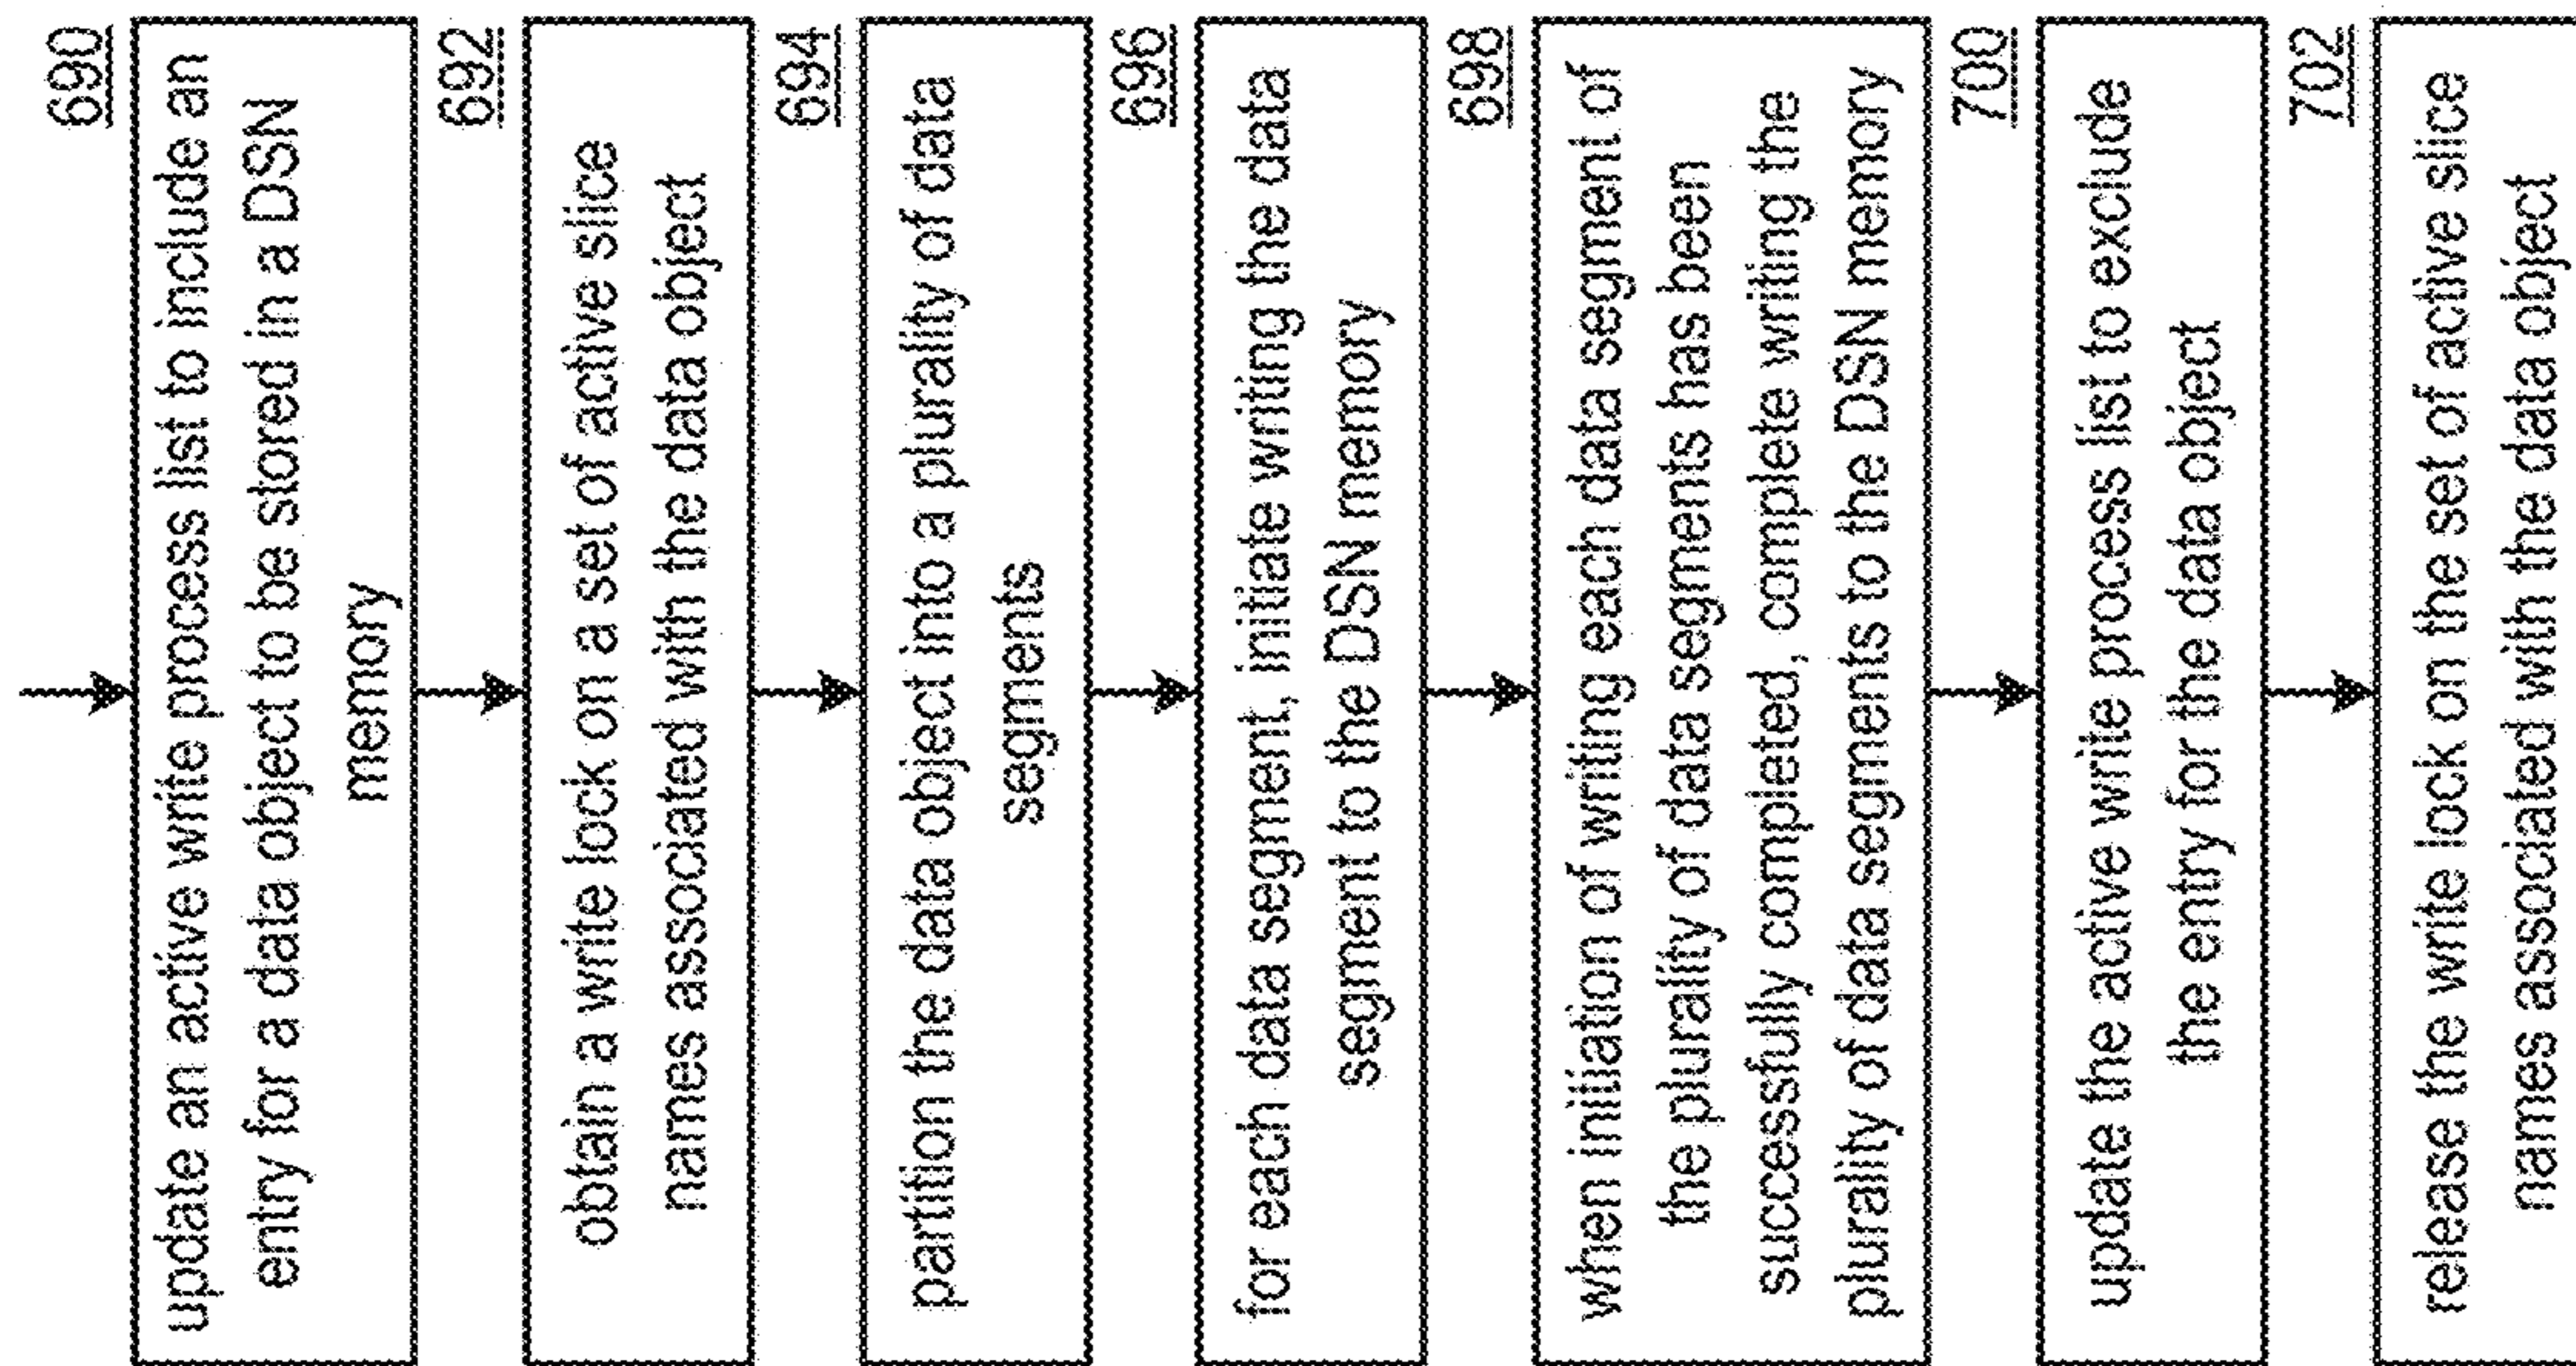 690
update an active write process list to include an
entry for a data object to be stored in a DSN
memory
692
obtain a write lock on a set of active slice
names associated with the data object
694
partition the data object into a plurality of data
segments
696
for each data segment, initiate writing the data
segment to the DSN memory
698
when initiation of writing each data segment of
the plurality of data segments has been
successfully completed, complete writing the
plurality of data segments to the DSN memory
700
update the active write process list to exclude
the entry for the data object
702
release the write lock on the set of active slice
names associated with the data object